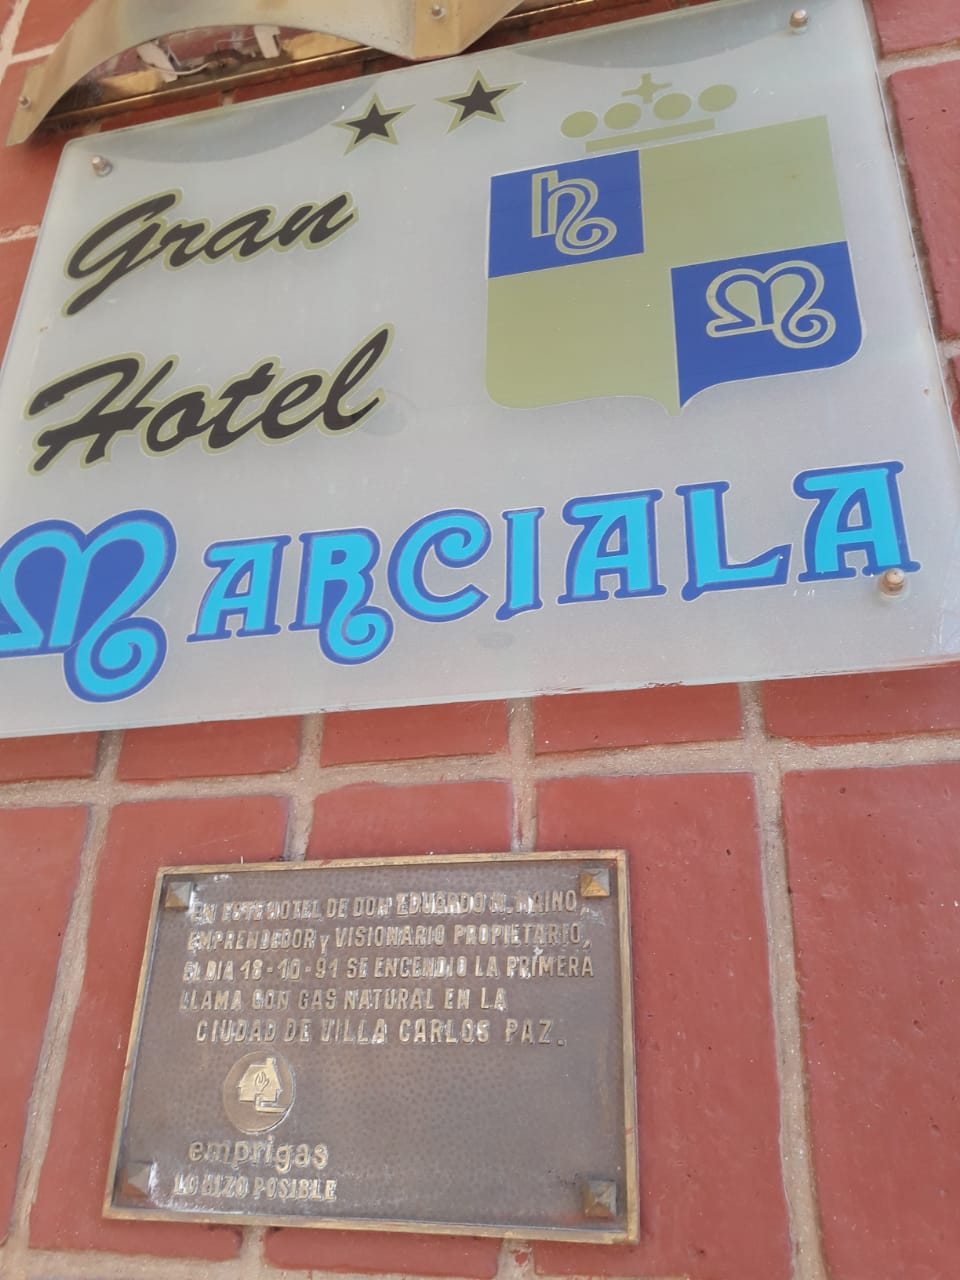 Gran
Hotel
MARCIALA
h
m
EN ESTE HOTEL DE DON EDUARDO M. MAINO,
EMPRENDEDOR Y VISIONARIO PROPIETARIO,
EL DIA 18-10-91 SE ENCENDIO LA PRIMERA
LLAMA CON GAS NATURAL EN LA
CIUDAD DE VILLA CARLOS PAZ.
emprigas
LO HIZO POSIBLE